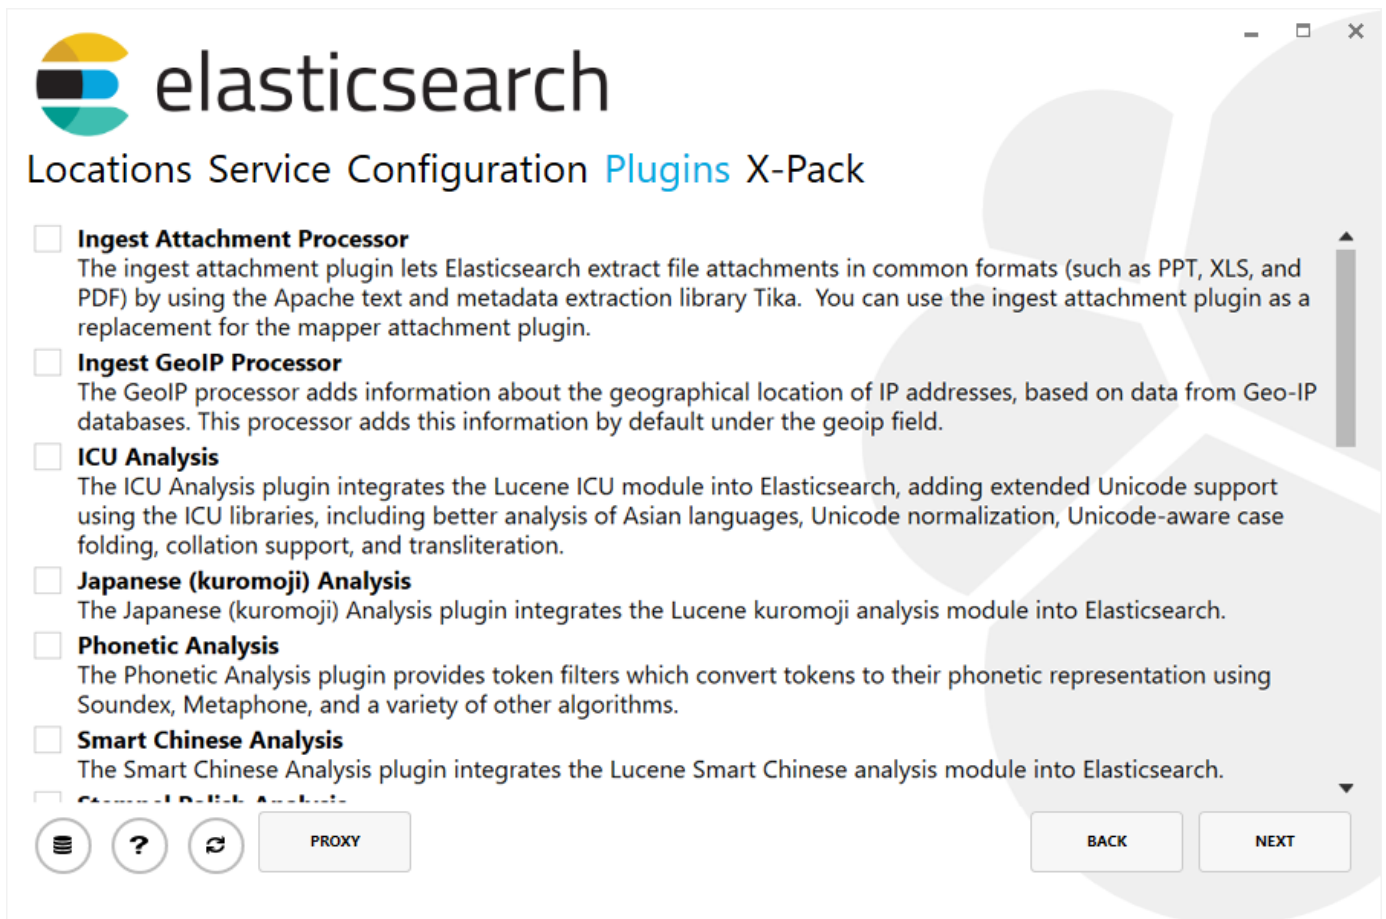 elasticsearch
Locations Service Configuration Plugins X-Pack
Ingest Attachment Processor
The ingest attachment plugin lets Elasticsearch extract file attachments in common formats (such as PPT, XLS, and
PDF) by using the Apache text and metadata extraction library Tika.  You can use the ingest attachment plugin as a
replacement for the mapper attachment plugin.
Ingest GeoIP Processor
The GeoIP processor adds information about the geographical location of IP addresses, based on data from Geo-IP
databases. This processor adds this information by default under the geoip field.
ICU Analysis
The ICU Analysis plugin integrates the Lucene ICU module into Elasticsearch, adding extended Unicode support
using the ICU libraries, including better analysis of Asian languages, Unicode normalization, Unicode-aware case
folding, collation support, and transliteration.
Japanese (kuromoji) Analysis
The Japanese (kuromoji) Analysis plugin integrates the Lucene kuromoji analysis module into Elasticsearch.
Phonetic Analysis
The Phonetic Analysis plugin provides token filters which convert tokens to their phonetic representation using
Soundex, Metaphone, and a variety of other algorithms.
Smart Chinese Analysis
The Smart Chinese Analysis plugin integrates the Lucene Smart Chinese analysis module into Elasticsearch.
Stempel Polish Analysis
?
PROXY
BACK
NEXT